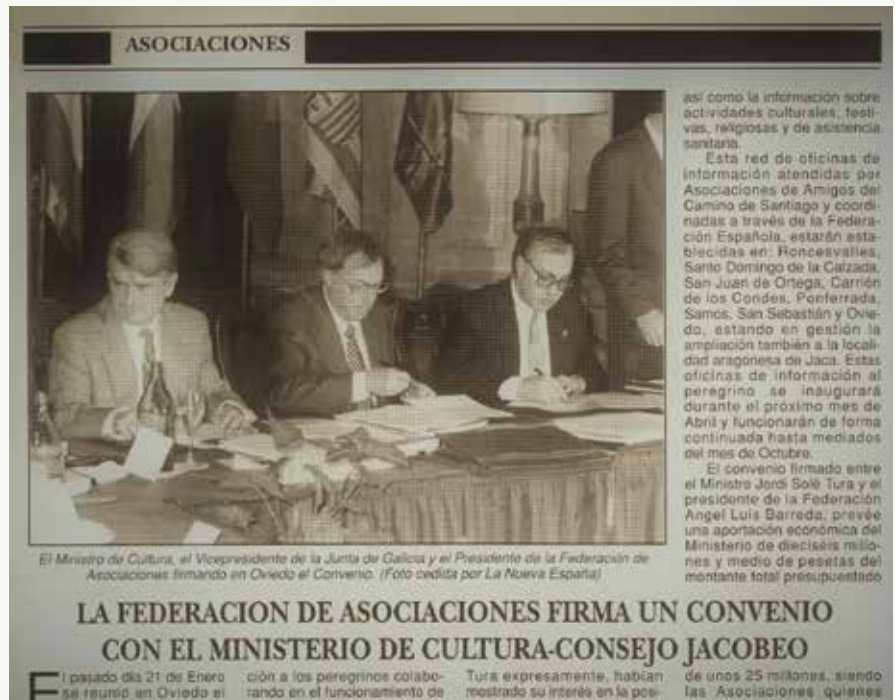 ASOCIACIONES
así como la información sobre
actividades culturales, festi-
vas, religiosas y de asistencia
sanitaria.
Esta red de oficinas de
información atendidas por
Asociaciones de Amigos del
Camino de Santiago y coordi-
nadas a través de la Federa-
ción Española, estarán esta-
blecidas en: Roncesvalles,
Santo Domingo de la Calzada,
San Juan de Ortega, Carrión
de los Condes, Ponferrada,
Samos, San Sebastián y Ovie-
do, estando en gestión la
ampliación también a la locali-
dad aragonesa de Jaca. Estas
oficinas de información al
peregrino se inaugurará
durante el próximo mes de
Abril y funcionarán de forma
continuada hasta mediados
del mes de Octubre.
El convenio firmado entre
el Ministro Jordi Solé Tura y el
presidente de la Federación
Angel Luis Barreda, prevée
una aportación económica del
Ministerio de dieciséis millo-
nes y medio de pesetas del
montante total presupuestado
El Ministro de Cultura, el Vicepresidente de la Junta de Galicia y el Presidente de la Federación de
Asociaciones firmando en Oviedo el Convenio. (Foto cedida por La Nueva España)
LA FEDERACION DE ASOCIACIONES FIRMA UN CONVENIO
CON EL MINISTERIO DE CULTURA-CONSEJO JACOBEO
El pasado día 21 de Enero
se reunió en Oviedo el
ción a los peregrinos colabo-
rando en el funcionamiento de
Tura expresamente, habían
mostrado su interés en la
de unos 25 millones, siendo
las Asociaciones quienes